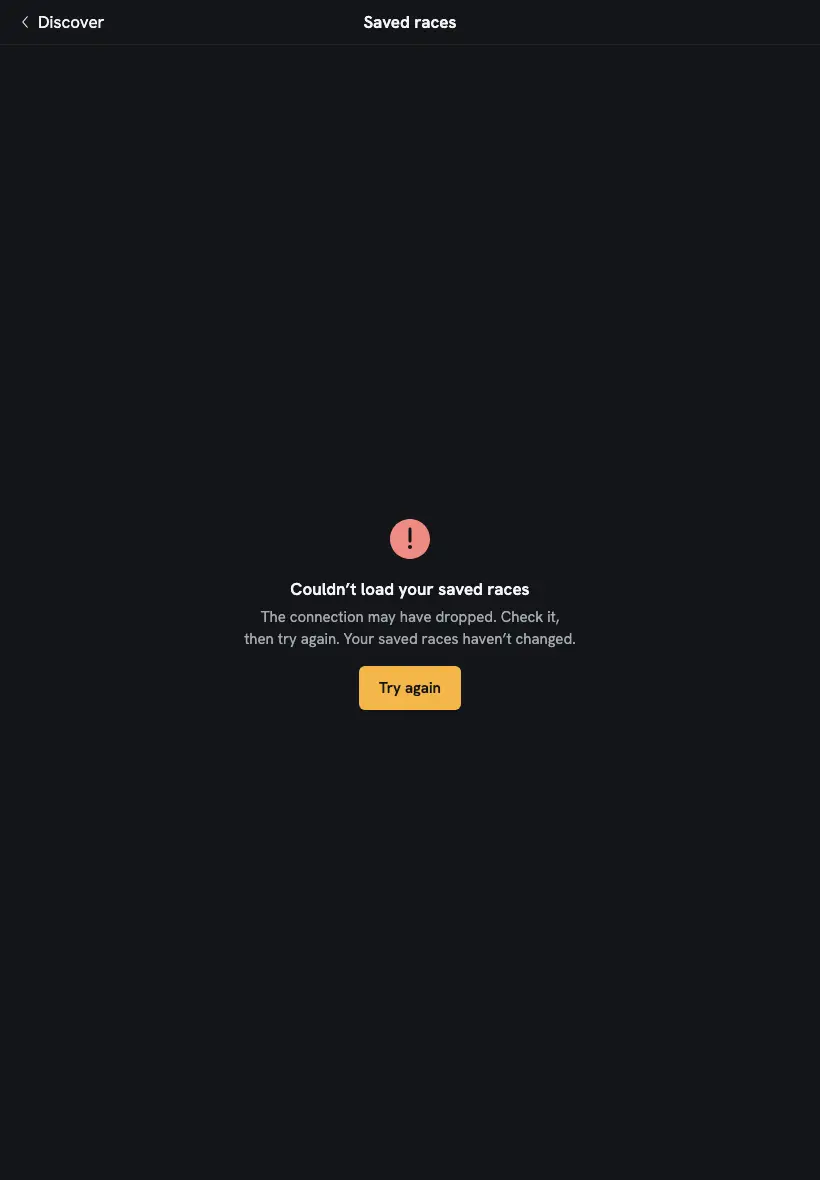 Discover
Saved races
Couldn’t load your saved races
The connection may have dropped. Check it,
then try again. Your saved races haven’t changed.
Try again